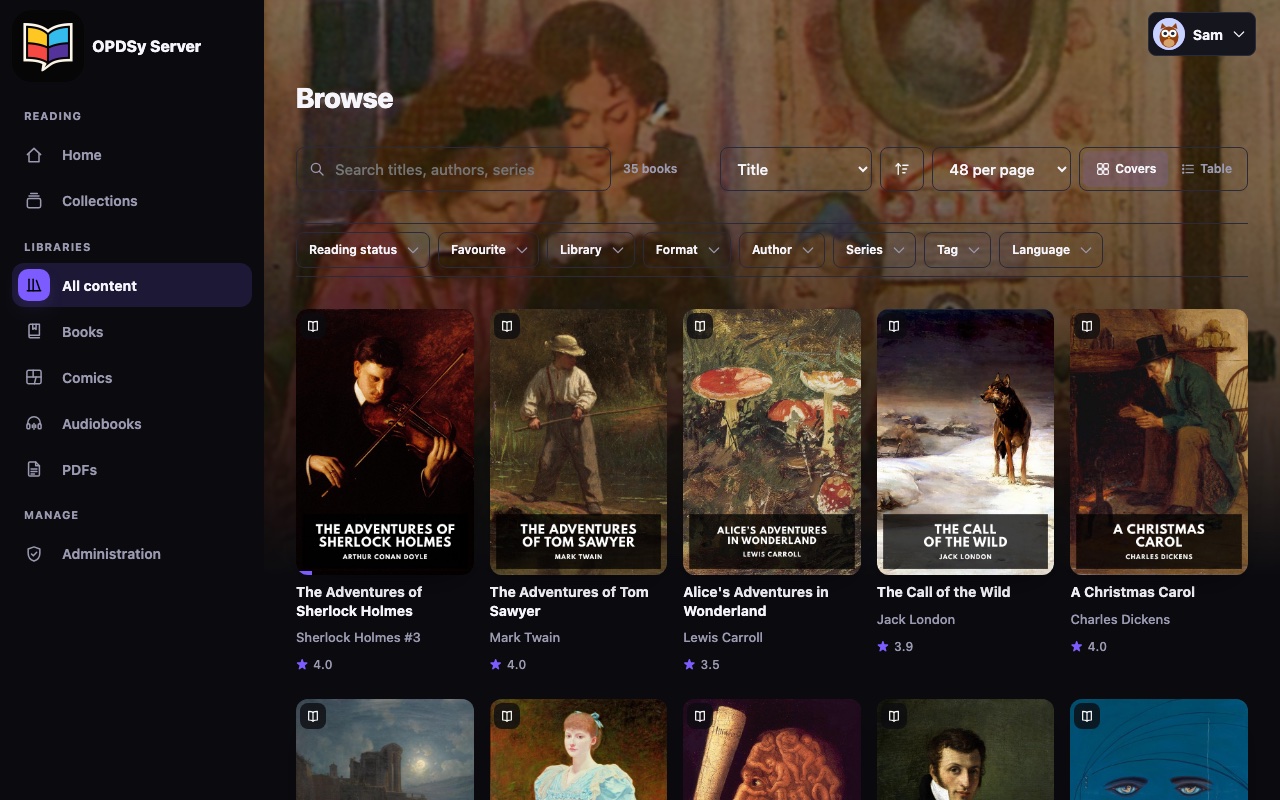 OPDSy Server
Sam
READING
Home
Collections
LIBRARIES
All content
Books
Comics
Audiobooks
PDFs
MANAGE
Administration
Browse
Search titles, authors, series
35 books
Title
48 per page
Covers
Table
Reading status
Favourite
Library
Format
Author
Series
Tag
Language
THE ADVENTURES OF
SHERLOCK HOLMES
ARTHUR CONAN DOYLE
The Adventures of
Sherlock Holmes
Sherlock Holmes #3
4.0
THE ADVENTURES
OF TOM SAWYER
MARK TWAIN
The Adventures of Tom
Sawyer
Mark Twain
4.0
ALICE'S ADVENTURES
IN WONDERLAND
LEWIS CARROLL
Alice's Adventures in
Wonderland
Lewis Carroll
3.5
THE CALL
OF THE WILD
JACK LONDON
The Call of the Wild
Jack London
3.9
A CHRISTMAS
CAROL
CHARLES DICKENS
A Christmas Carol
Charles Dickens
4.0